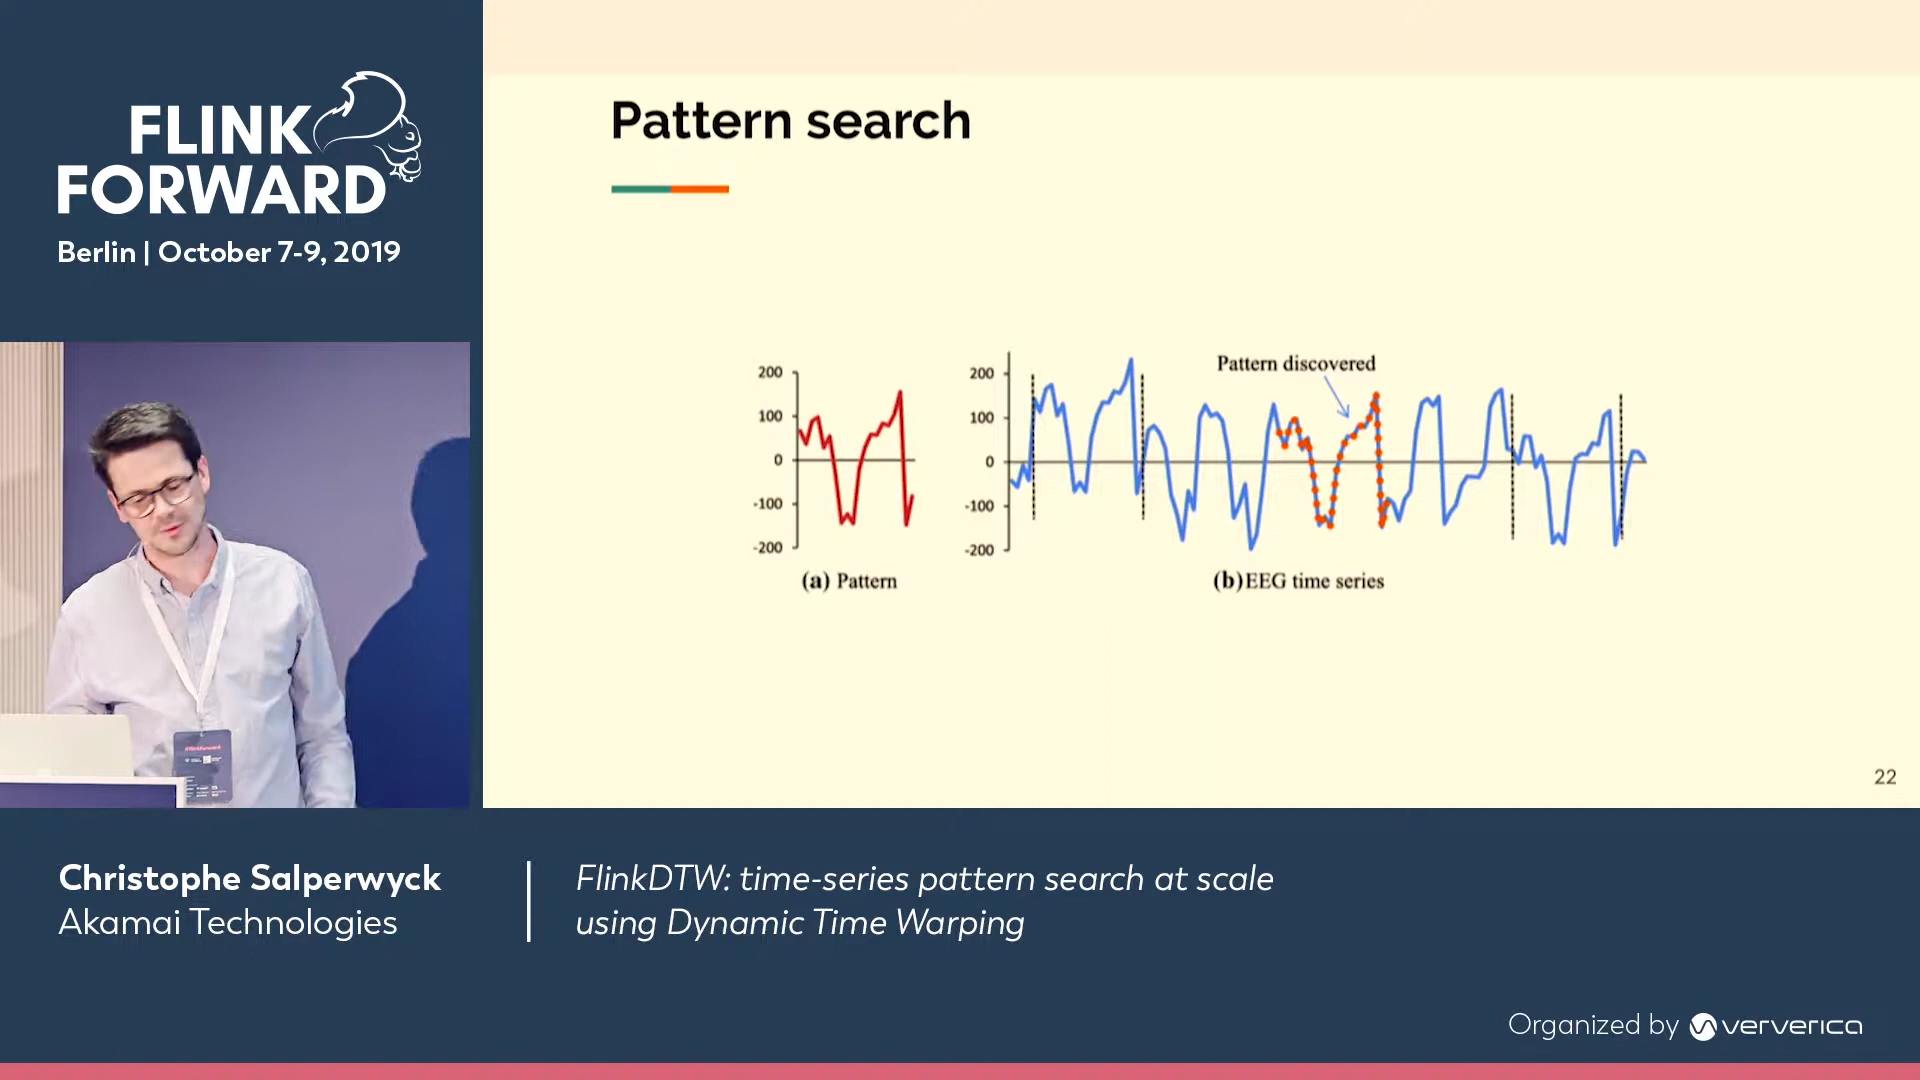 FLINK
FORWARD
Berlin | October 7-9, 2019
Pattern search
200
100
0
-100
-200
(a) Pattern
200
100
0
-100
-200
Pattern discovered
(b)EEG time series
22
Christophe Salperwyck
Akamai Technologies
FlinkDTW: time-series pattern search at scale
using Dynamic Time Warping
Organized by ververica